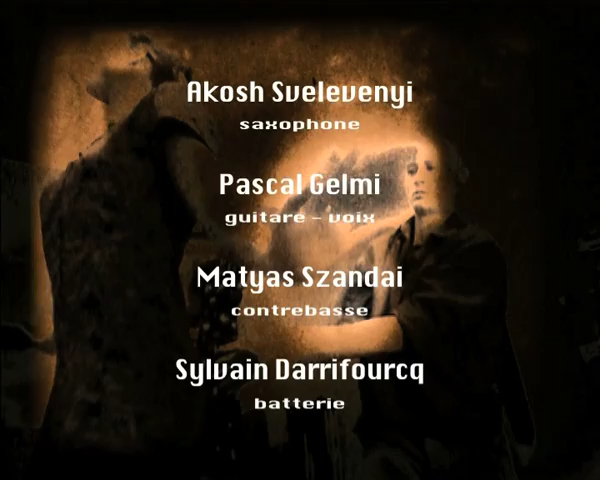 Akosh Svelevenyi
saxophone
Pascal Gelmi
guitare - voix
Matyas Szandai
contrebasse
Sylvain Darrifourcq
batterie